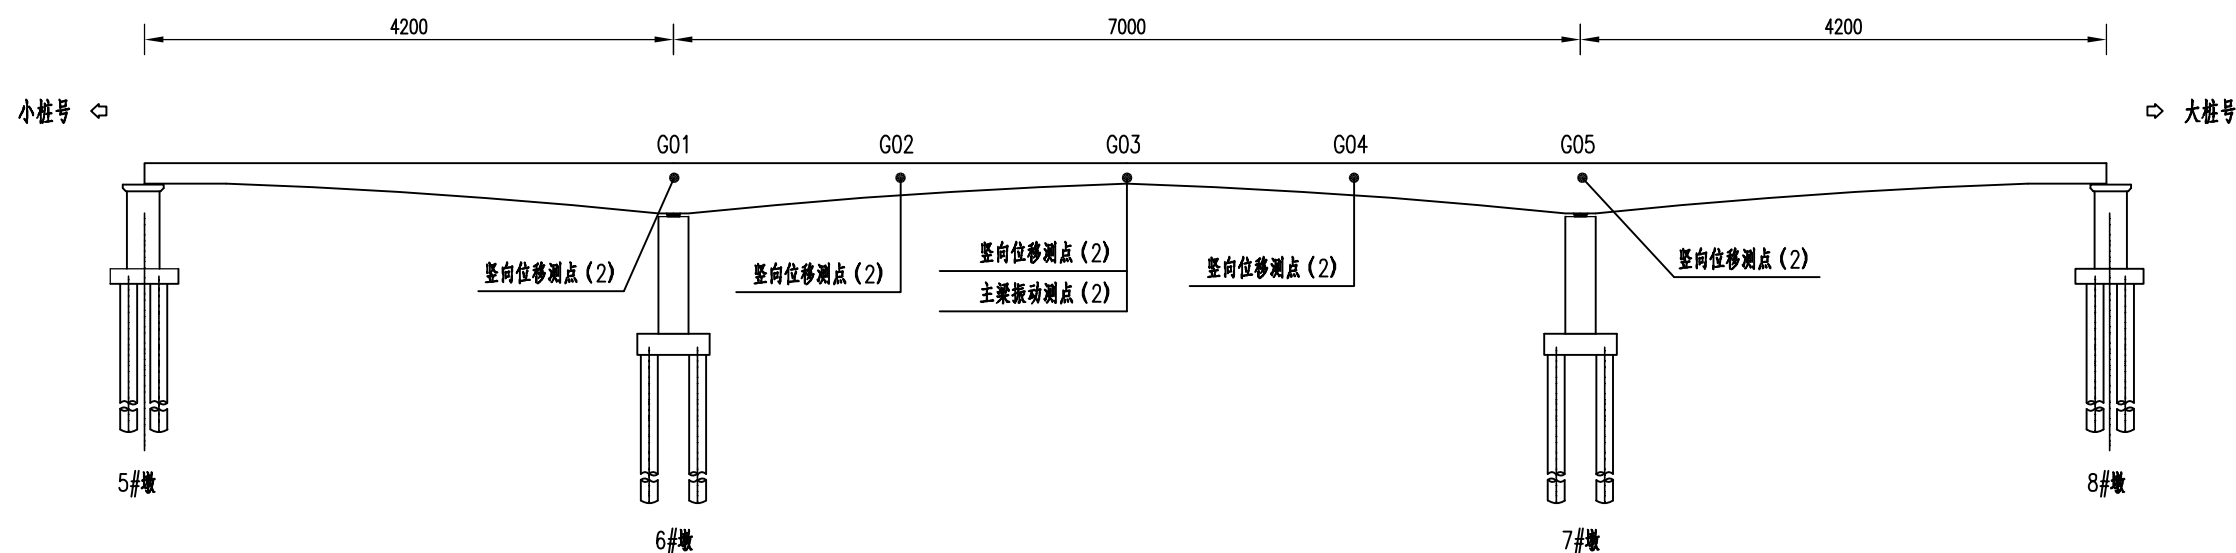 4200
7000
4200
小桩号
大桩号
G01
G02
G03
G04
G05
竖向位移测点(2)
竖向位移测点(2)
竖向位移测点(2)
主梁振动测点(2)
竖向位移测点(2)
竖向位移测点(2)
5#墩
6#墩
7#墩
8#墩